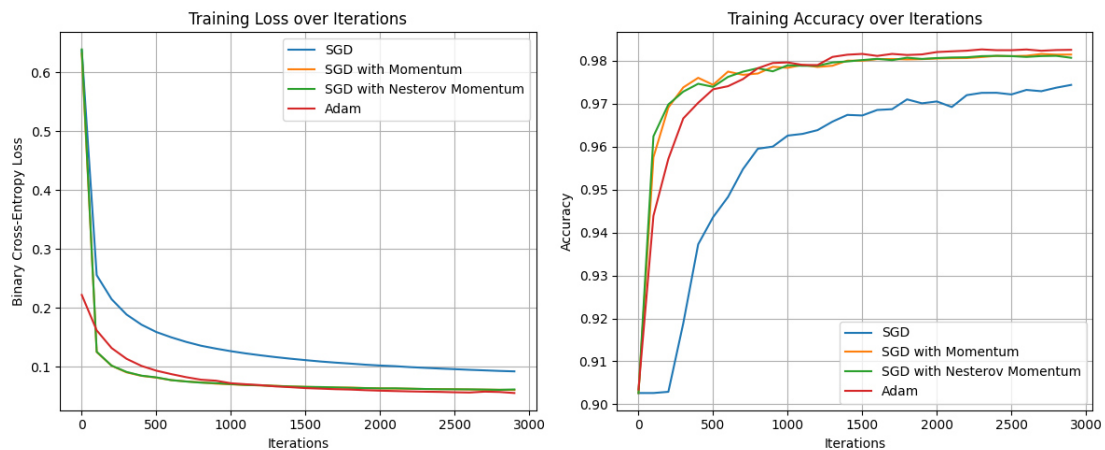 Training Loss over Iterations
Binary Cross-Entropy Loss
0.6
0.5
0.4
0.3
0.2
0.1
SGD
SGD with Momentum
SGD with Nesterov Momentum
Adam
0 500 1000 1500 2000 2500 3000
Iterations
Training Accuracy over Iterations
Accuracy
0.98
0.97
0.96
0.95
0.94
0.93
0.92
0.91
0.90
SGD
SGD with Momentum
SGD with Nesterov Momentum
Adam
0 500 1000 1500 2000 2500 3000
Iterations